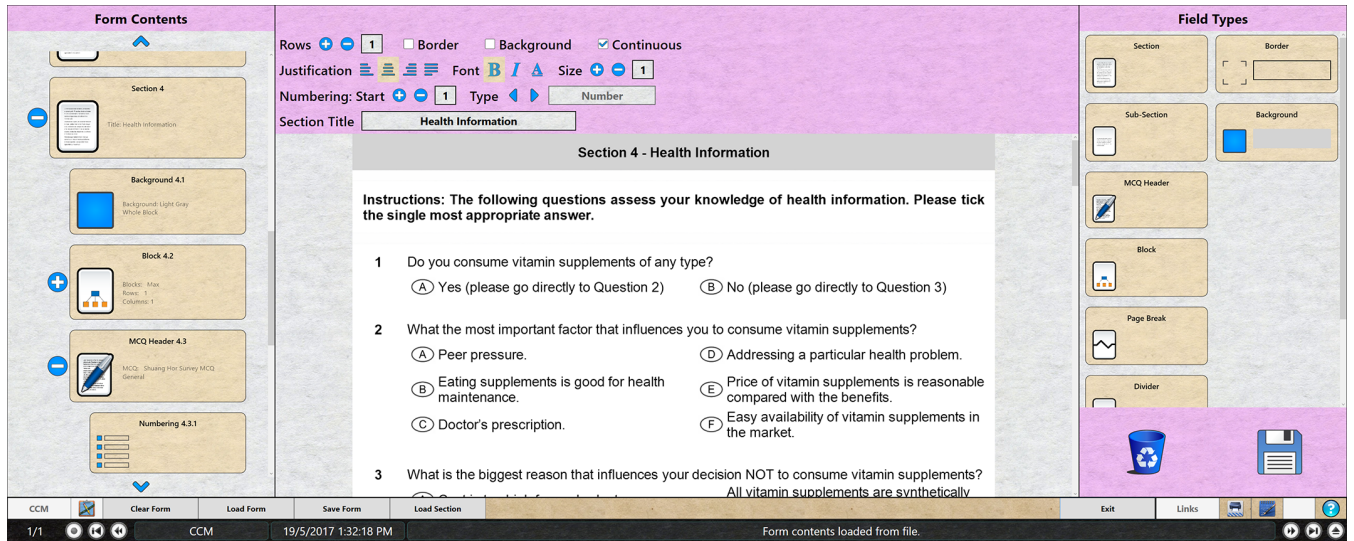 Form Contents
Section 4
Title: Health Information
Background 4.1
Background: Light Gray
Whole Block
Block 4.2
Blocks: Max
Rows: 1
Columns: 1
MCQ Header 4.3
MCQ: Shuang Hor Survey MCQ
General
Numbering 4.3.1
Rows 1 Border Background Continuous
Justification Font B I A Size 1
Numbering: Start 1 Type Number
Section Title Health Information
Section 4 - Health Information
Instructions: The following questions assess your knowledge of health information. Please tick
the single most appropriate answer.
1 Do you consume vitamin supplements of any type?
A Yes (please go directly to Question 2) B No (please go directly to Question 3)
2 What the most important factor that influences you to consume vitamin supplements?
A Peer pressure. D Addressing a particular health problem.
B Eating supplements is good for health
maintenance.
E Price of vitamin supplements is reasonable
compared with the benefits.
C Doctor's prescription.
F Easy availability of vitamin supplements in
the market.
3 What is the biggest reason that influences your decision NOT to consume vitamin supplements?
All vitamin supplements are synthetically
Field Types
Section Border
Sub-Section Background
MCQ Header
Block
Page Break
Divider
CCM Clear Form Load Form Save Form Load Section Exit Links ?
1/1 CCM 19/5/2017 1:32:18 PM Form contents loaded from file.